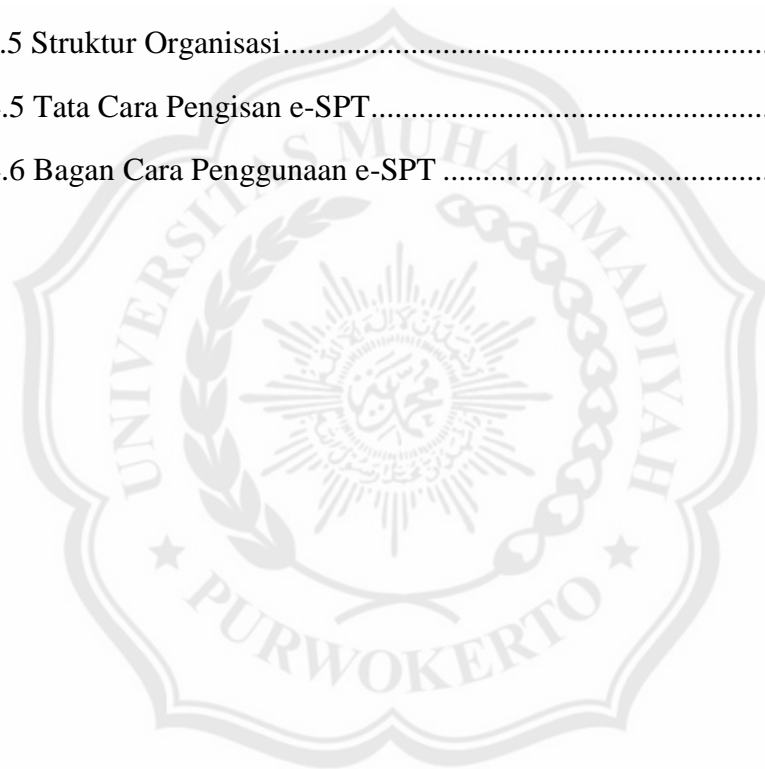 .5 Struktur Organisasi............................................................
.5 Tata Cara Pengisan e-SPT.................................................
.6 Bagan Cara Penggunaan e-SPT ........................................
UNIVERSITAS MUHAMMADIYAH
★ PURWOKERTO ★